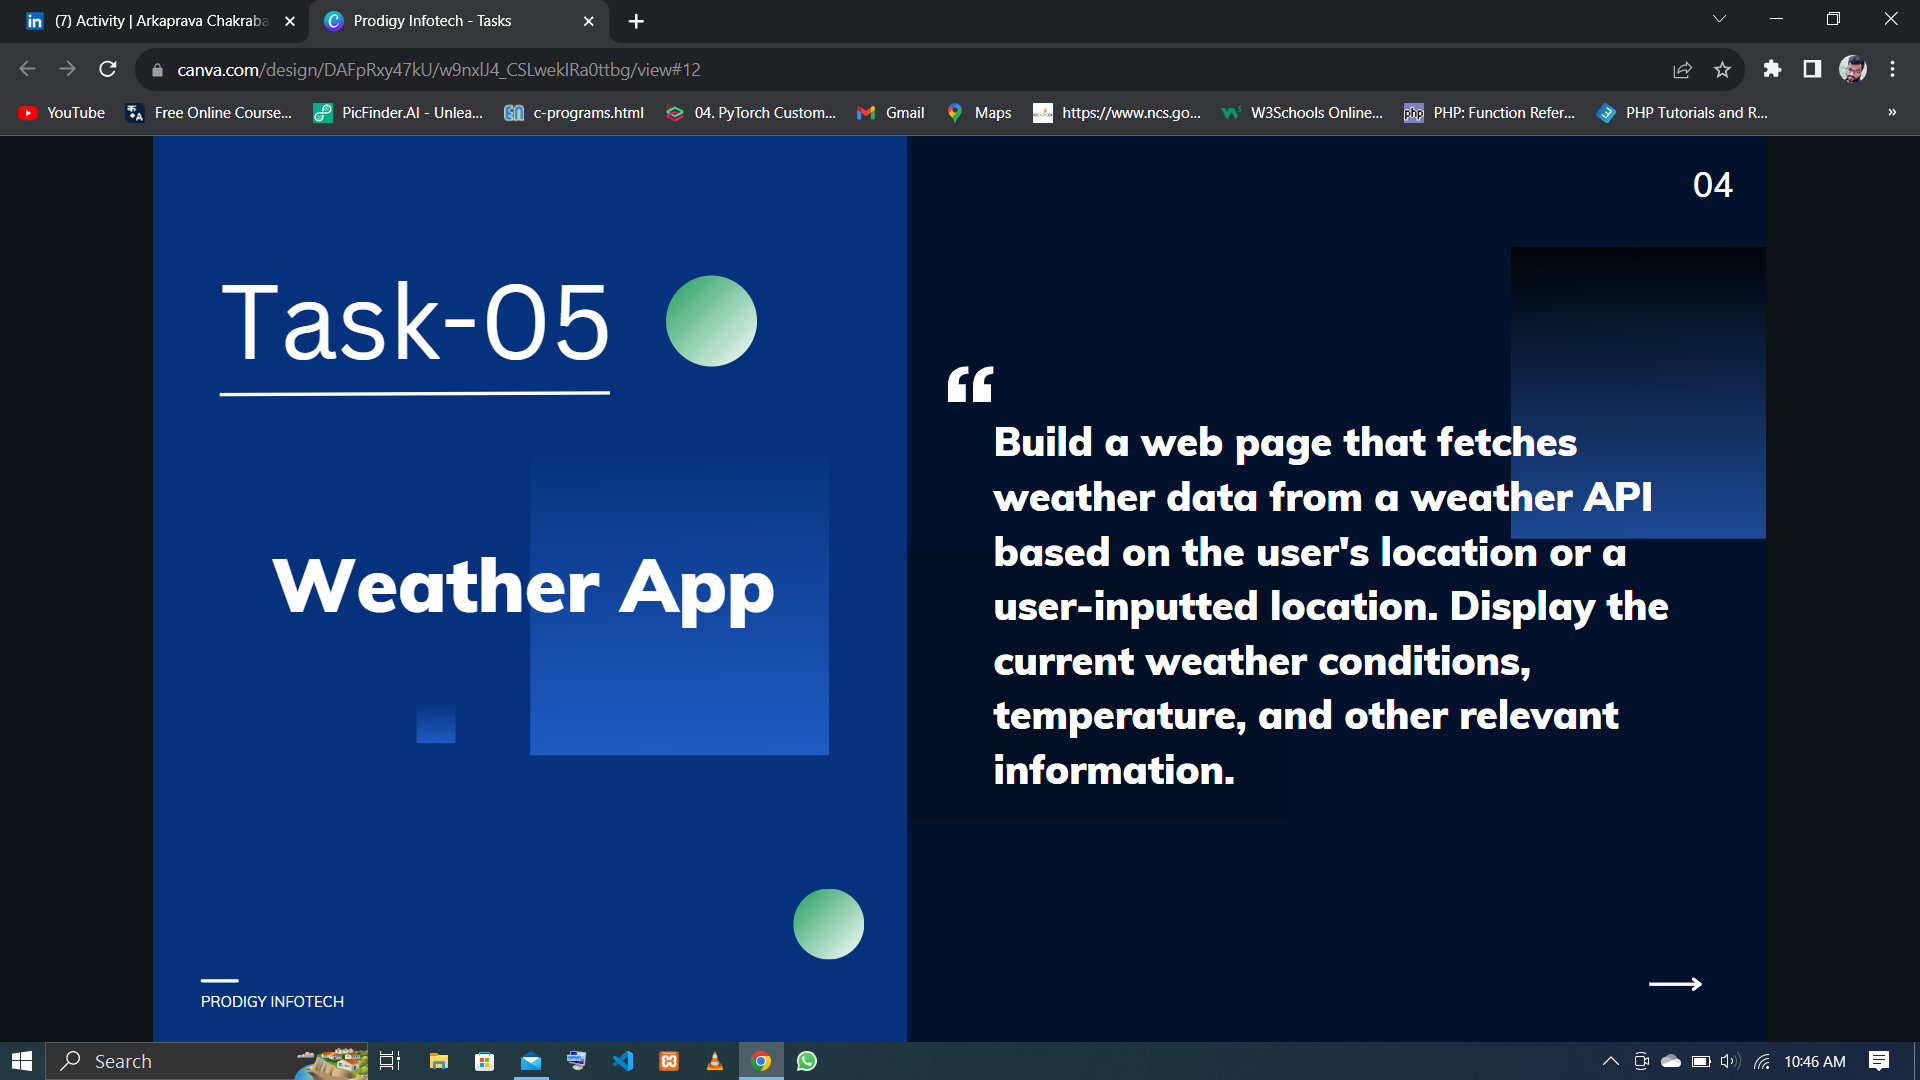 (7) Activity | Arkaprava Chakraba
Prodigy Infotech - Tasks
canva.com/design/DAFpRxy47kU/w9nxlJ4_CSLweklRa0ttbg/view#12
YouTube
Free Online Course...
PicFinder.AI - Unlea...
c-programs.html
04. PyTorch Custom...
Gmail
Maps
https://www.ncs.go...
W3Schools Online...
PHP: Function Refer...
PHP Tutorials and R...
»
04
Task-05
Weather App
“
Build a web page that fetches
weather data from a weather API
based on the user's location or a
user-inputted location. Display the
current weather conditions,
temperature, and other relevant
information.
PRODIGY INFOTECH
Search
10:46 AM